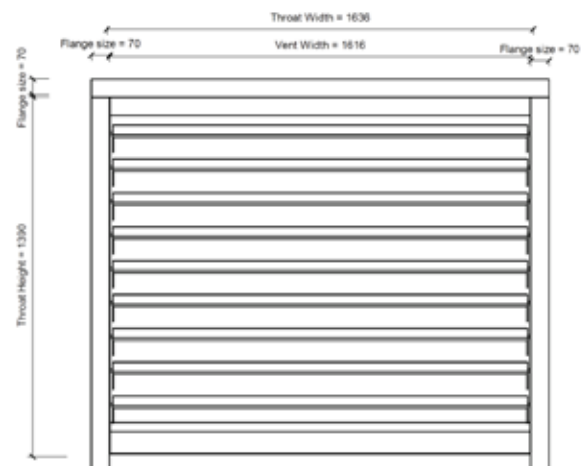 Throat Width = 1636
Flange size = 70
Vent Width = 1616
Flange size = 70
Flange size = 70
Throat Height = 1390